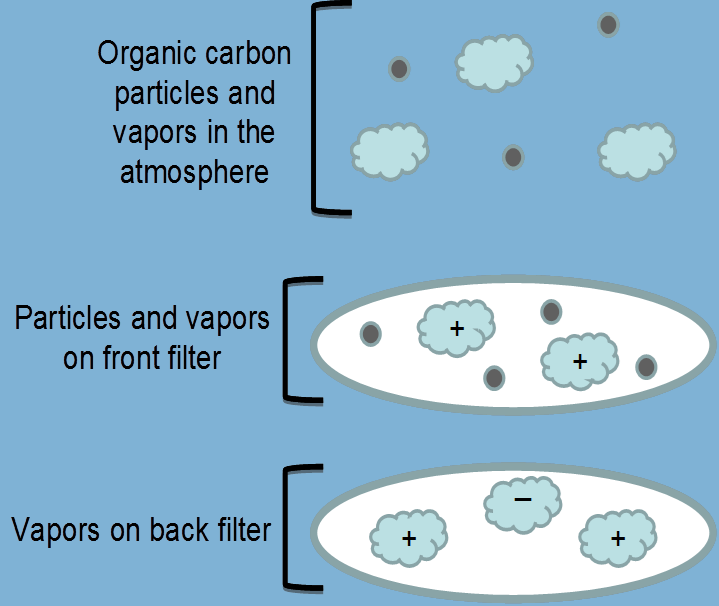 Organic carbon
particles and
vapors in the
atmosphere
Particles and vapors
on front filter
+
+
Vapors on back filter
−
+
+